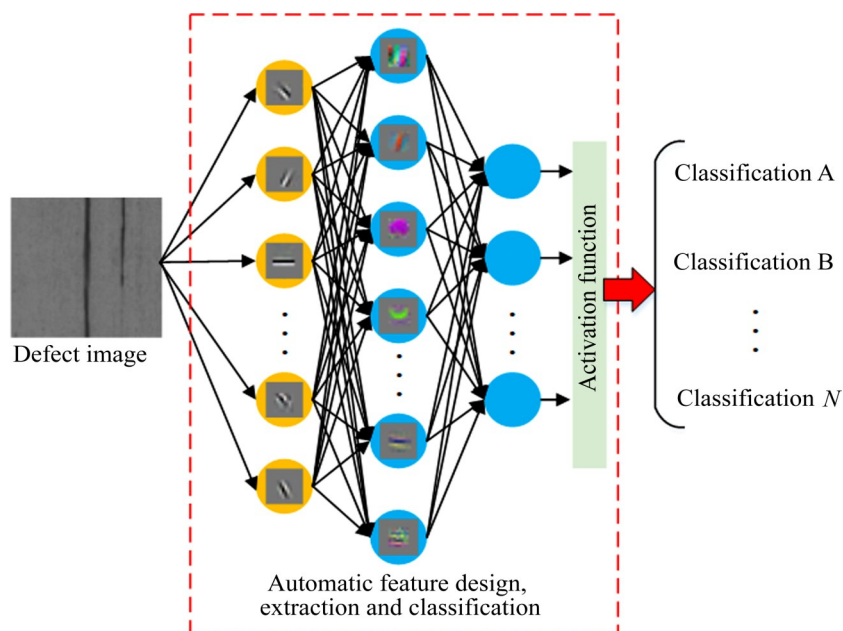 Defect image
Automatic feature design,
extraction and classification
Activation function
Classification A
Classification B
Classification N